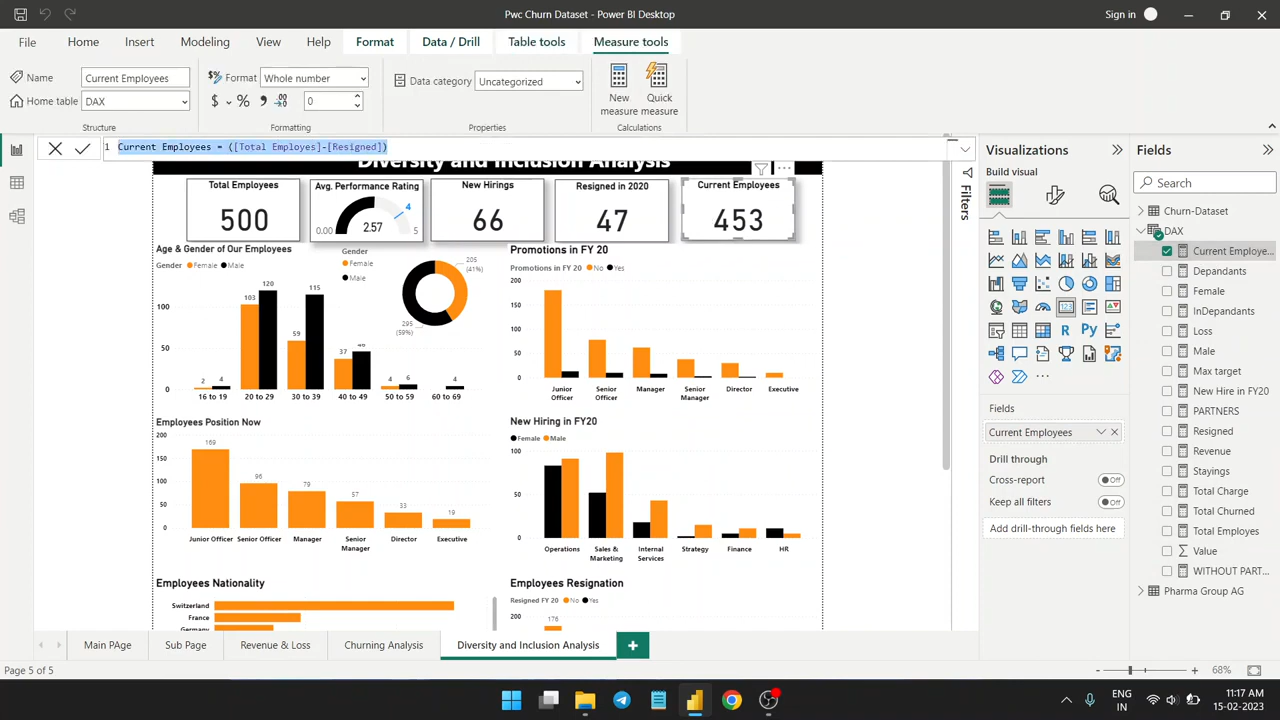 Pwc Churn Dataset - Power BI Desktop
Sign in
File
Home
Insert
Modeling
View
Help
Format
Data / Drill
Table tools
Measure tools
Name
Current Employees
Home table
DAX
Structure
Format
Whole number
$
%
0
Formatting
Data category
Uncategorized
Properties
New
measure
Quick
measure
Calculations
1 Current Employees = ([Total Employes]-[Resigned])
Diversity and Inclusion Analysis
Total Employees
500
Avg. Performance Rating
4
0.00
2.57
5
New Hirings
66
Resigned in 2020
47
Current Employees
453
Age & Gender of Our Employees
Gender
Female
Male
100
50
0
2
4
103
120
59
115
37
46
4
6
4
16 to 19
20 to 29
30 to 39
40 to 49
50 to 59
60 to 69
Gender
Female
Male
205
(41%)
295
(59%)
Promotions in FY 20
Promotions in FY 20
No
Yes
200
150
100
50
0
Junior
Officer
Senior
Officer
Manager
Senior
Manager
Director
Executive
Employees Position Now
200
150
100
50
0
169
96
79
57
33
19
Junior Officer
Senior Officer
Manager
Senior
Manager
Director
Executive
New Hiring in FY20
Female
Male
100
50
0
Operations
Sales &
Marketing
Internal
Services
Strategy
Finance
HR
Employees Nationality
Switzerland
France
Germany
Employees Resignation
Resigned FY 20
No
Yes
200
176
Filters
Visualizations
Build visual
Fields
Current Employees
Drill through
Cross-report
Off
Keep all filters
Off
Add drill-through fields here
Fields
Search
Churn-Dataset
DAX
Current Employe...
Dependants
Female
InDependants
Loss
Male
Max target
New Hire in FY20
PARTNERS
Resigned
Revenue
Stayings
Total Charge
Total Churned
Total Employes
Value
WITHOUT PART...
Pharma Group AG
Main PAge
Sub Page
Revenue & Loss
Churning Analysis
Diversity and Inclusion Analysis
Page 5 of 5
68%
ENG
IN
11:17 AM
15-02-2023